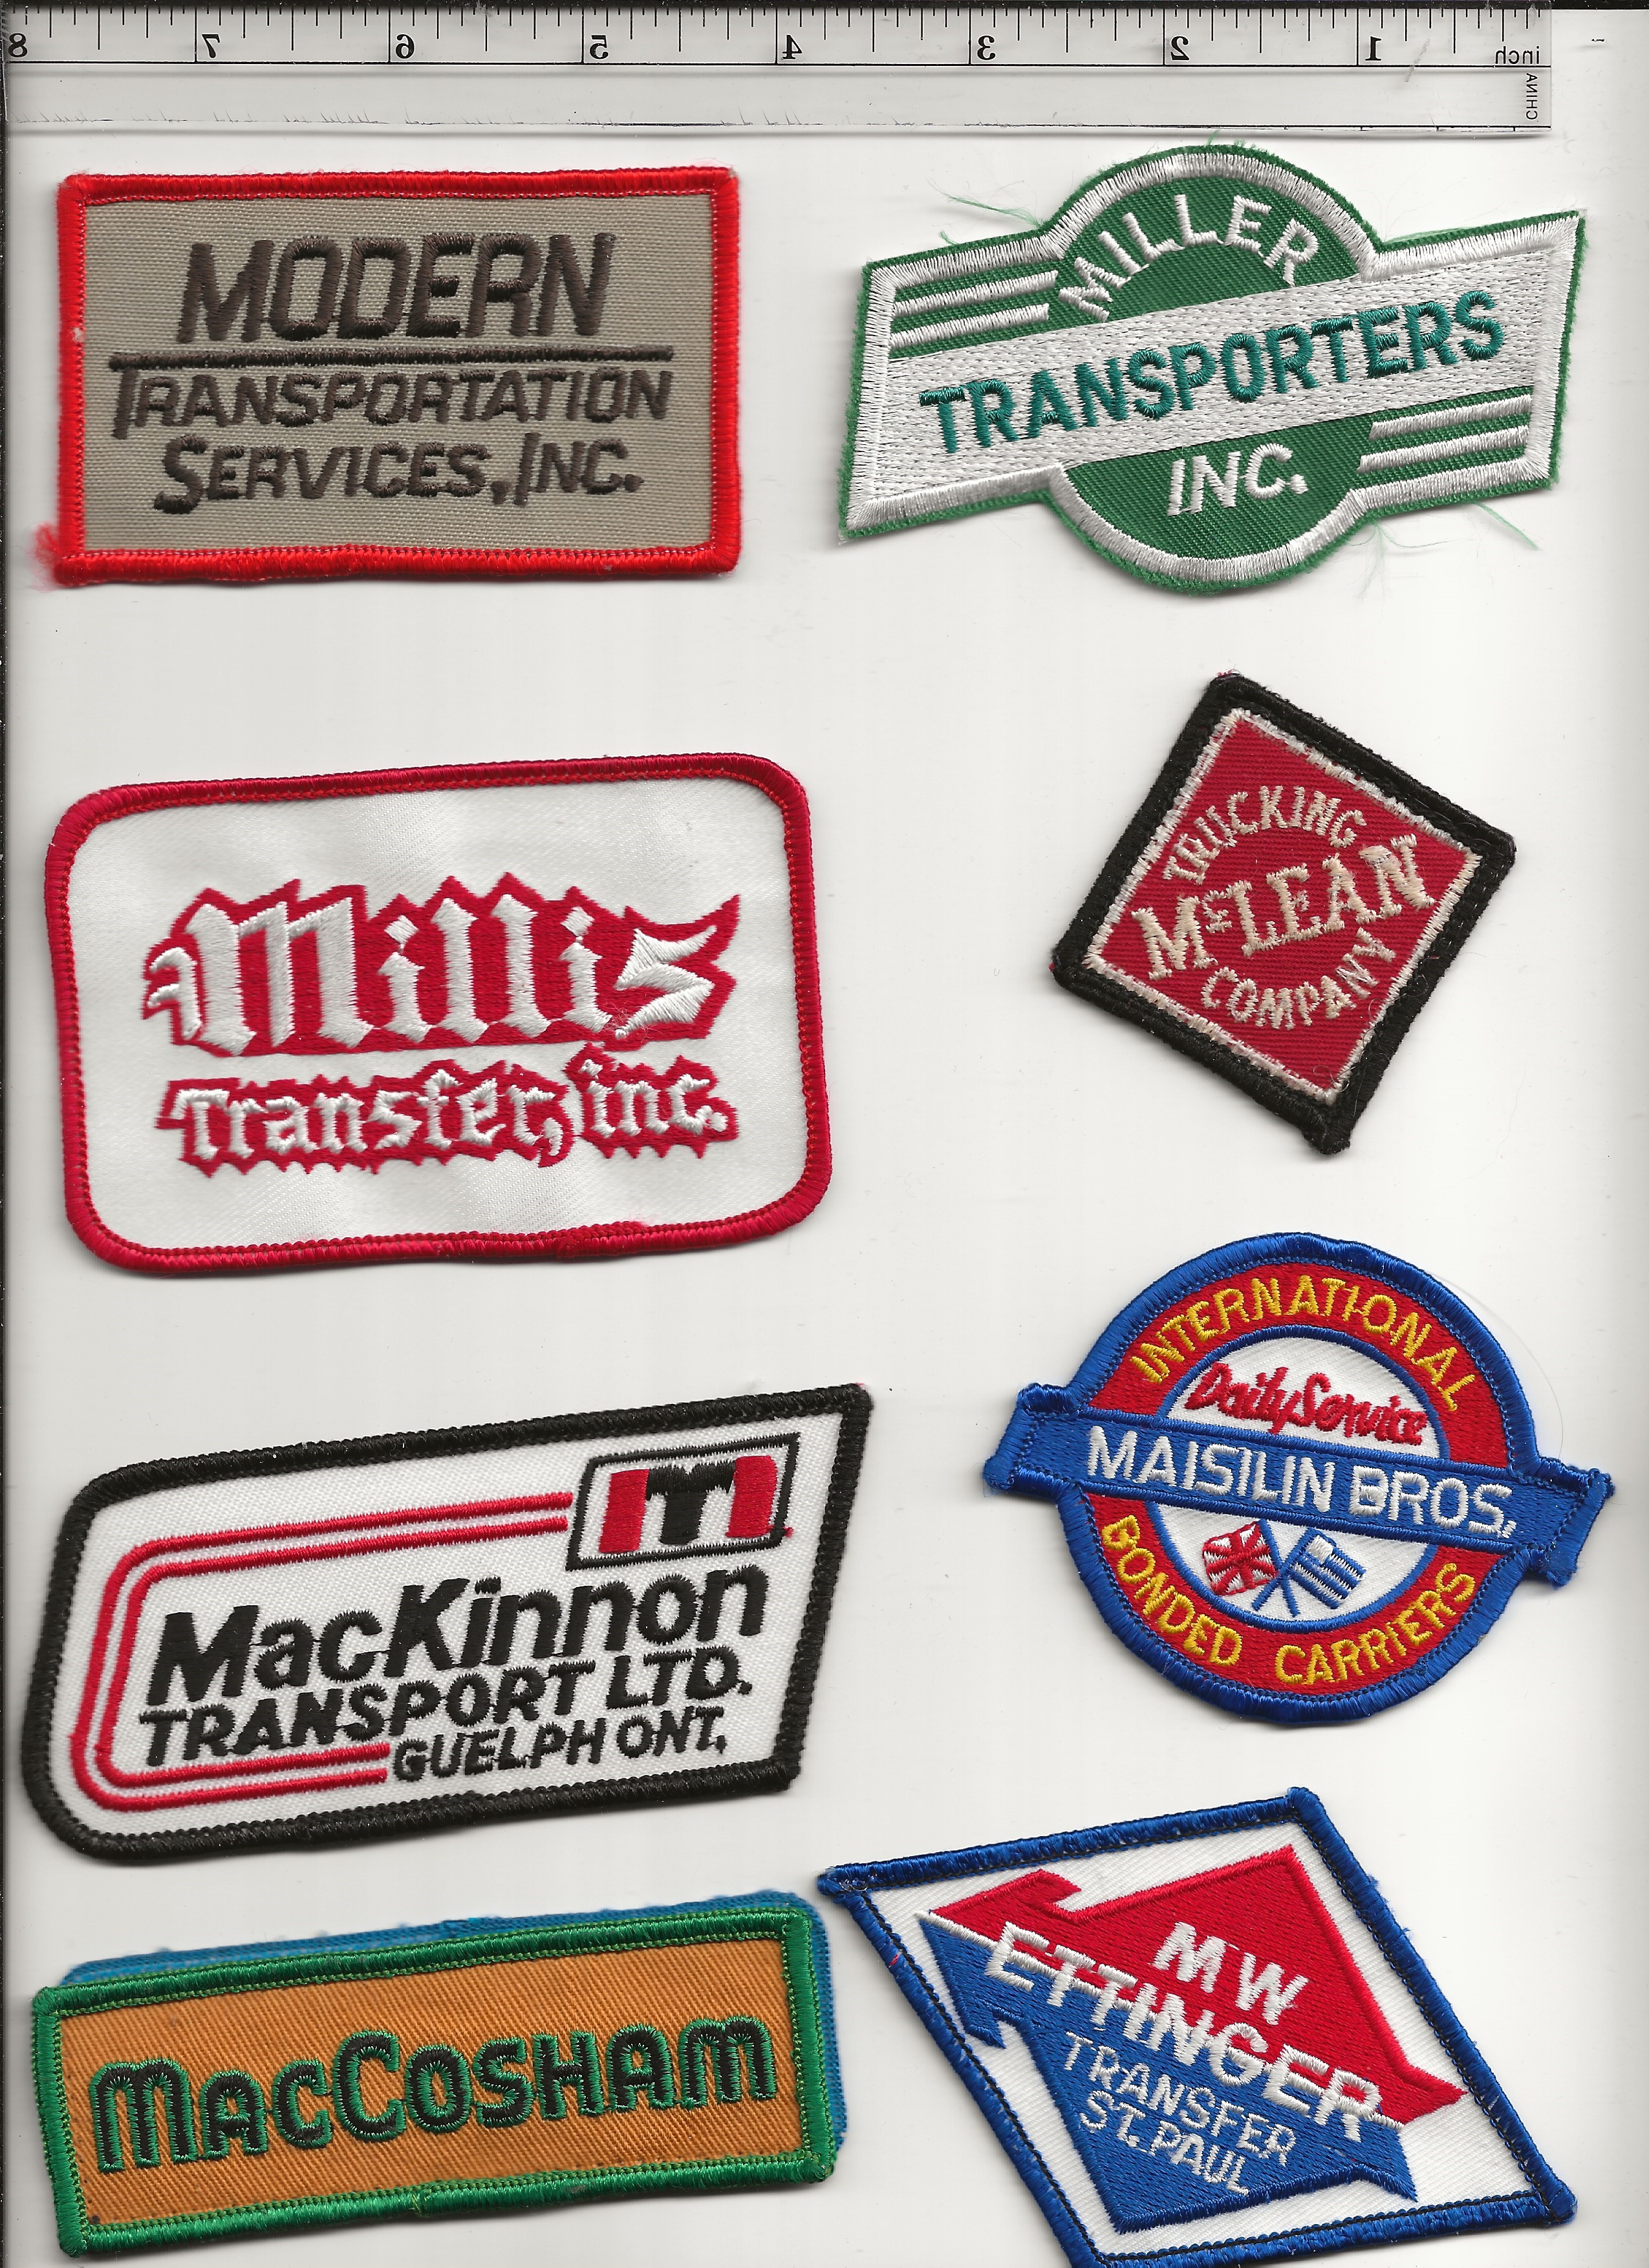 8 7 6 5 4 3 2 1 inch
CHINA
MODERN
TRANSPORTATION
SERVICES, INC.
MILLER
TRANSPORTERS
INC.
Millis
Transfer, inc.
TRUCKING
McLEAN
COMPANY
INTERNATIONAL
Daily Service
MAISILIN BROS.
BONDED CARRIERS
M
MacKinnon
TRANSPORT LTD.
GUELPH ONT.
MACCOSHAM
MW
ETTINGER
TRANSFER
ST. PAUL